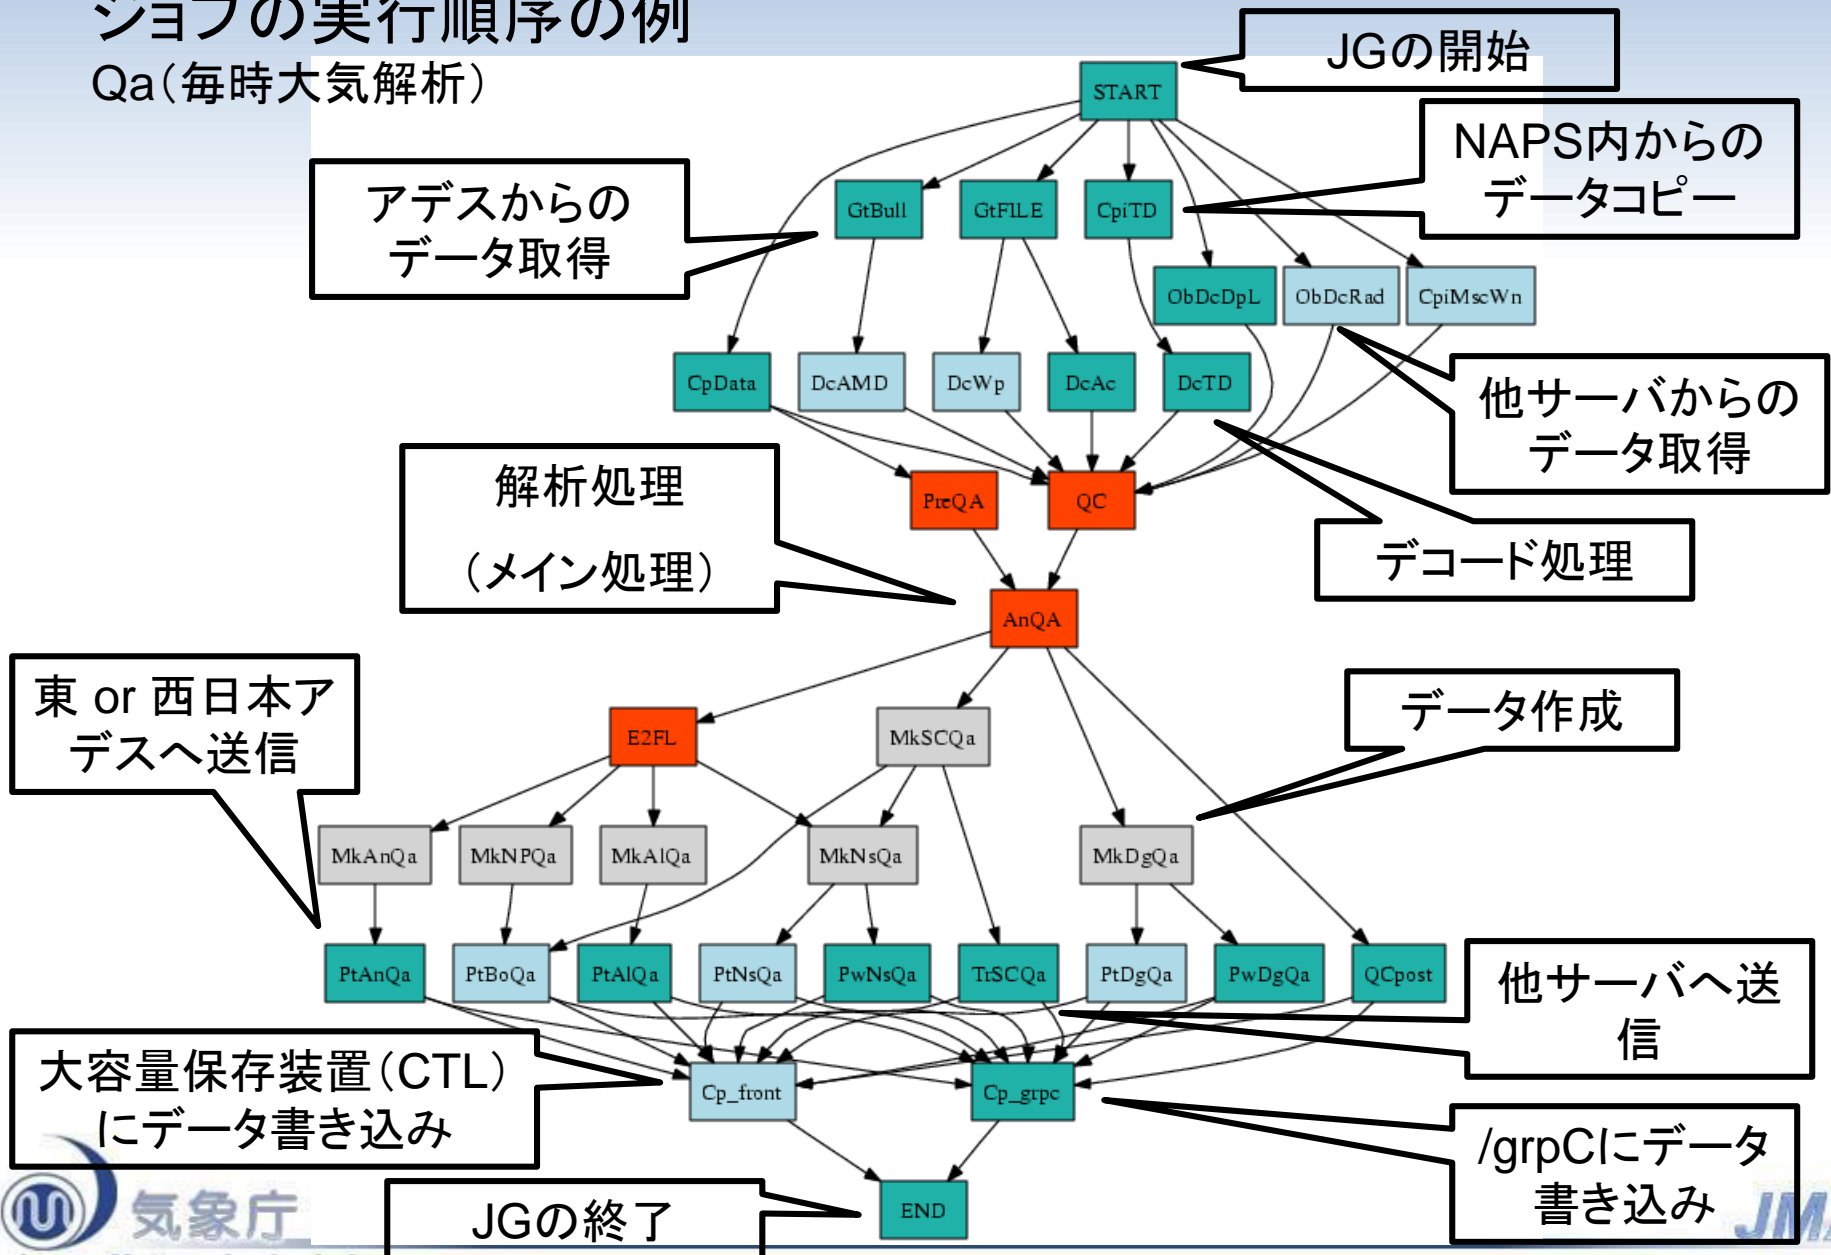 ジョブの実行順序の例
Qa（毎時大気解析）
JGの開始
START
NAPS内からの
データコピー
アデスからの
データ取得
GtBull
GtFILE
CpiTD
ObDcDpL
ObDcRad
CpiMscWn
CpData
DcAMD
DcWp
DcAc
DcTD
他サーバからの
データ取得
解析処理
（メイン処理）
PreQA
QC
デコード処理
AnQA
東 or 西日本ア
デスへ送信
データ作成
E2FL
MkSCQa
MkAnQa
MkNPQa
MkAlQa
MkNsQa
MkDgQa
PtAnQa
PtBoQa
PtAlQa
PtNsQa
PwNsQa
TrSCQa
PtDgQa
PwDgQa
QCpost
他サーバへ送
信
大容量保存装置（CTL）
にデータ書き込み
Cp_front
Cp_grpc
/grpCにデータ
書き込み
気象庁
JGの終了
END